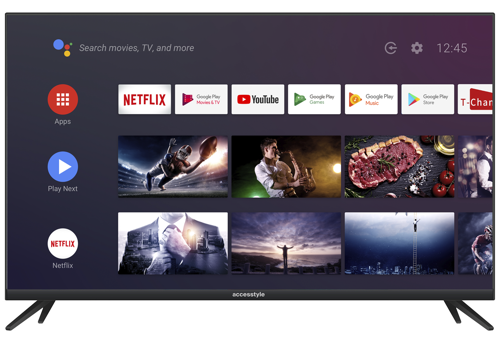 Search movies, TV, and more
12:45
NETFLIX
Google Play
Movies & TV
YouTube
Google Play
Games
Google Play
Music
Google Play
Store
T-Char
Apps
Play Next
NETFLIX
Netflix
accesstyle